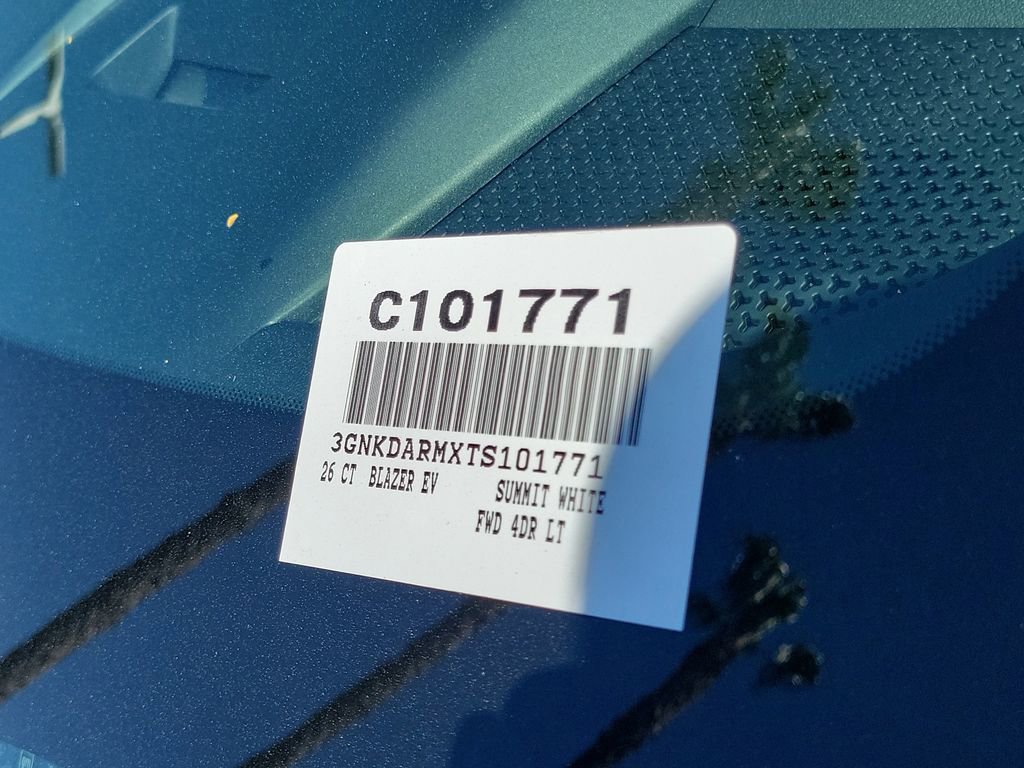 C101771
3GNKDARMXTS101771
26 CT BLAZER EV SUMMIT WHITE
FWD 4DR LT